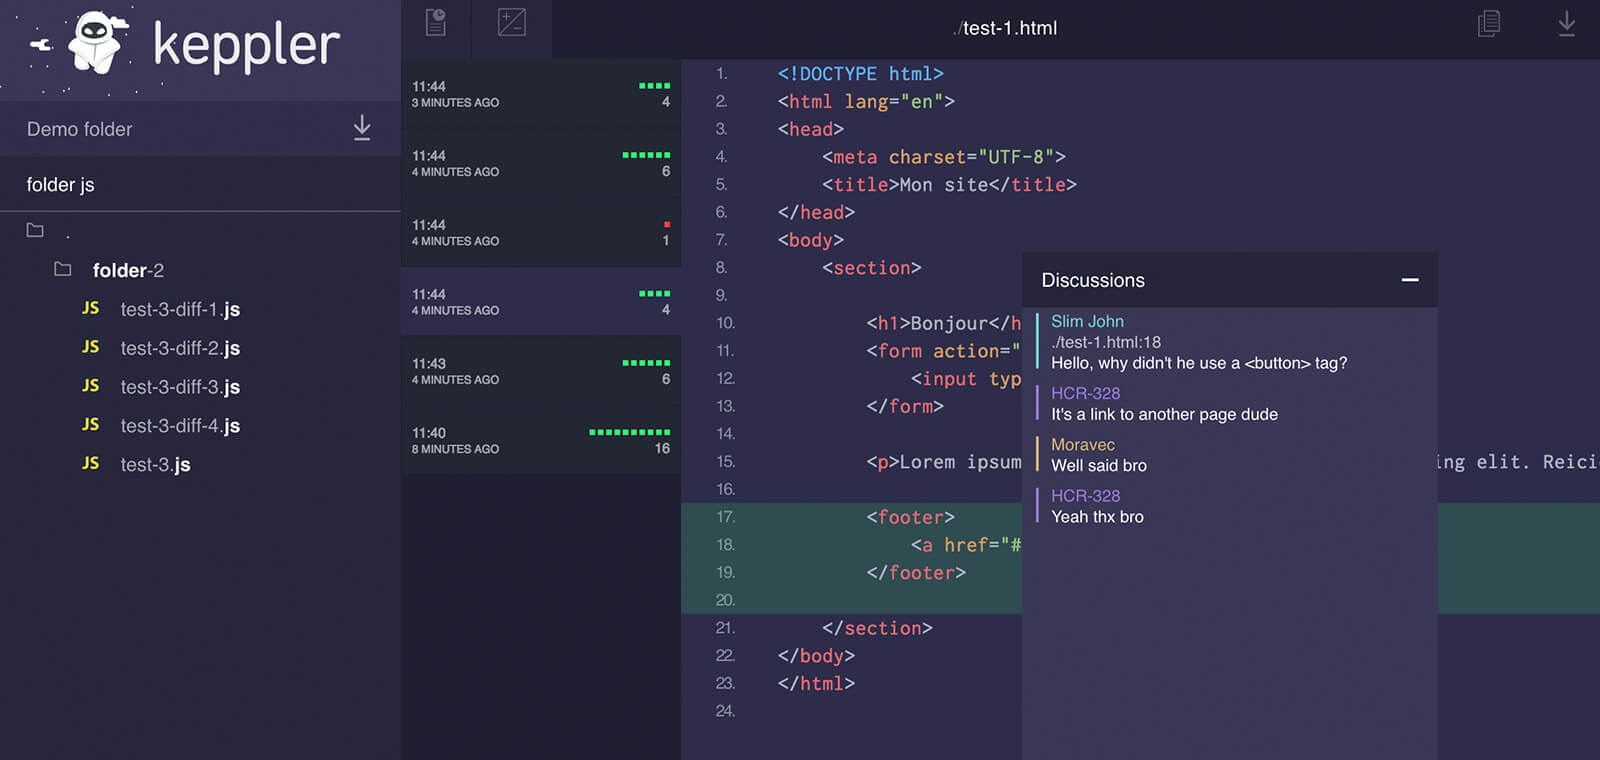 keppler
Demo folder
folder js
.
folder-2
JS test-3-diff-1.js
JS test-3-diff-2.js
JS test-3-diff-3.js
JS test-3-diff-4.js
JS test-3.js
11:44
3 MINUTES AGO 4
11:44
4 MINUTES AGO 6
11:44
4 MINUTES AGO 1
11:44
4 MINUTES AGO 4
11:43
4 MINUTES AGO 6
11:40
8 MINUTES AGO 16
./test-1.html
1. <!DOCTYPE html>
2. <html lang="en">
3. <head>
4. <meta charset="UTF-8">
5. <title>Mon site</title>
6. </head>
7. <body>
8. <section>
9.
10. <h1>Bonjour</h
11. <form action="
12. <input typ
13. </form>
14.
15. <p>Lorem ipsum ing elit. Reici
16.
17. <footer>
18. <a href="#
19. </footer>
20.
21. </section>
22. </body>
23. </html>
24.
Discussions
Slim John
./test-1.html:18
Hello, why didn't he use a <button> tag?
HCR-328
It's a link to another page dude
Moravec
Well said bro
HCR-328
Yeah thx bro